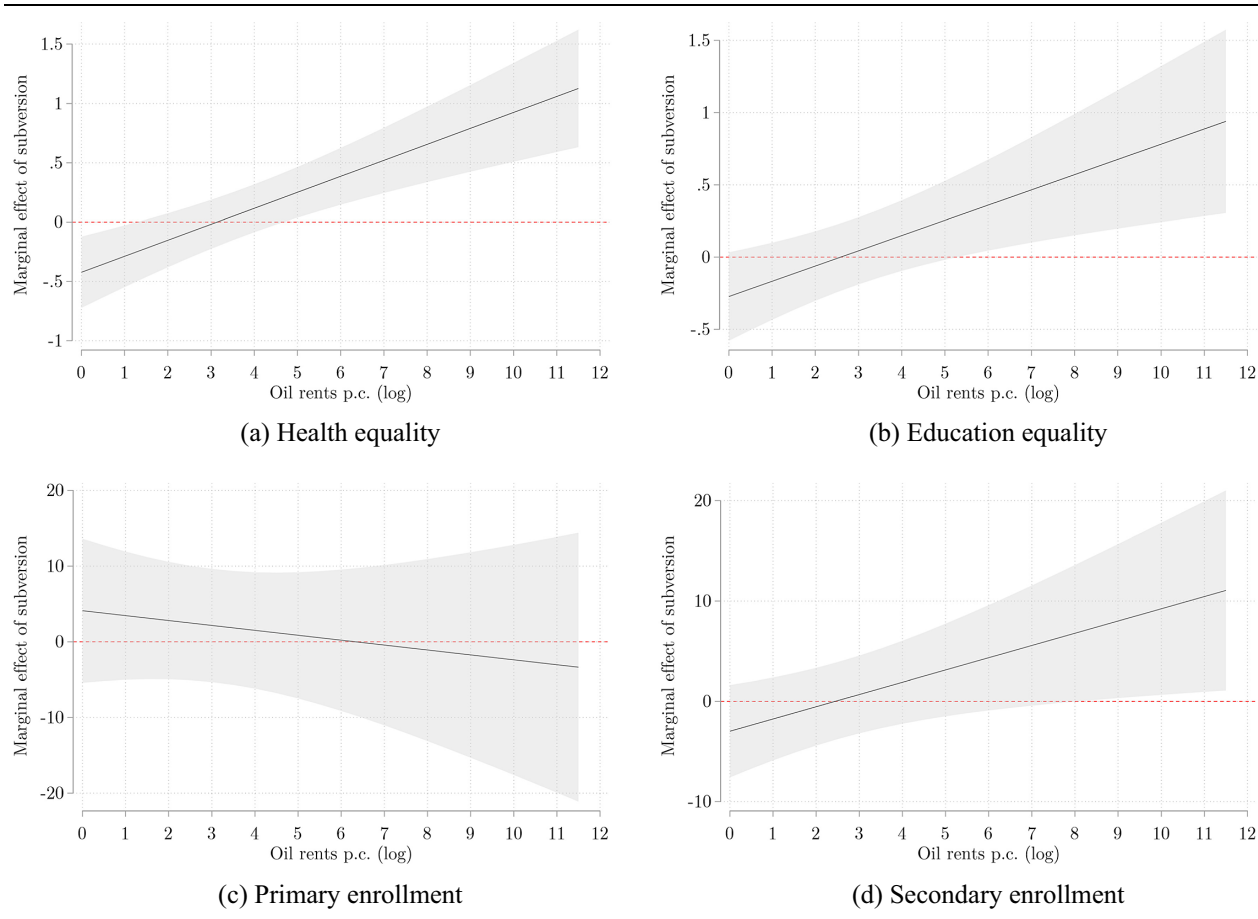 1.5
1
.5
0
-.5
-1
Marginal effect of subversion
0 1 2 3 4 5 6 7 8 9 10 11 12
Oil rents p.c. (log)
(a) Health equality
1.5
1
.5
0
-.5
Marginal effect of subversion
0 1 2 3 4 5 6 7 8 9 10 11 12
Oil rents p.c. (log)
(b) Education equality
20
10
0
-10
-20
Marginal effect of subversion
0 1 2 3 4 5 6 7 8 9 10 11 12
Oil rents p.c. (log)
(c) Primary enrollment
20
10
0
-10
Marginal effect of subversion
0 1 2 3 4 5 6 7 8 9 10 11 12
Oil rents p.c. (log)
(d) Secondary enrollment